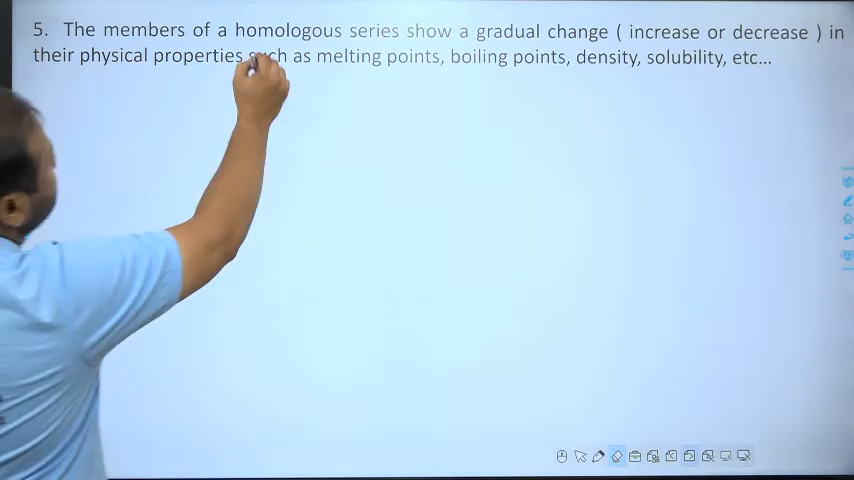 5. The members of a homologous series show a gradual change ( increase or decrease ) in
their physical properties such as melting points, boiling points, density, solubility, etc...